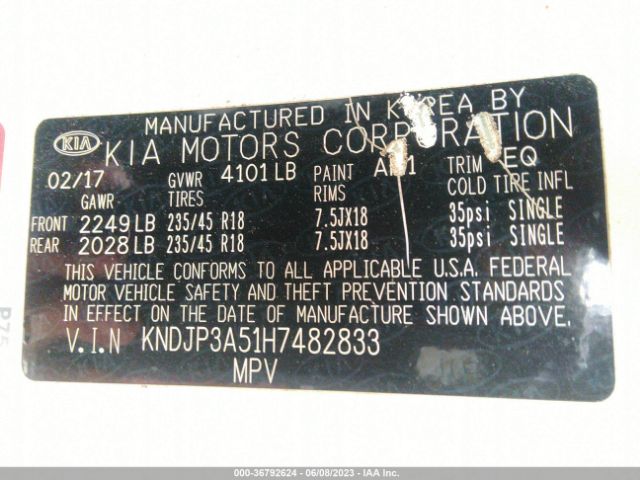 MANUFACTURED IN KOREA BY
KIA KIA MOTORS CORPORATION
02/17 GVWR 4101 LB PAINT TRIM EQ
GAWR TIRES RIMS COLD TIRE INFL
FRONT 2249 LB 235/45 R18 7.5JX18 35psi SINGLE
REAR 2028 LB 235/45 R18 7.5JX18 35psi SINGLE
THIS VEHICLE CONFORMS TO ALL APPLICABLE U.S.A. FEDERAL
MOTOR VEHICLE SAFETY AND THEFT PREVENTION STANDARDS
IN EFFECT ON THE DATE OF MANUFACTURE SHOWN ABOVE.
V.I.N KNDJP3A51H7482833
MPV
P75
000-36792624 - 06/08/2023 - IAA Inc.